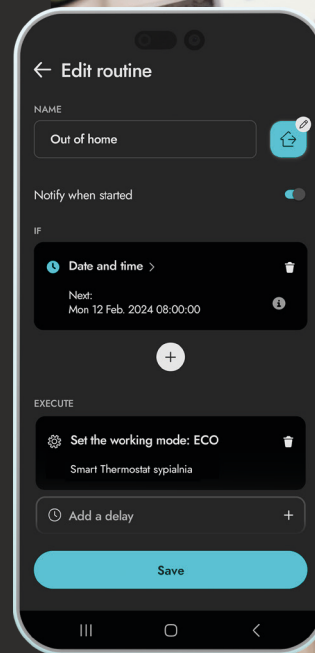 Edit routine
NAME
Out of home
Notify when started
IF
Date and time >
Next:
Mon 12 Feb. 2024 08:00:00
EXECUTE
Set the working mode: ECO
Smart Thermostat sypialnia
Add a delay
Save